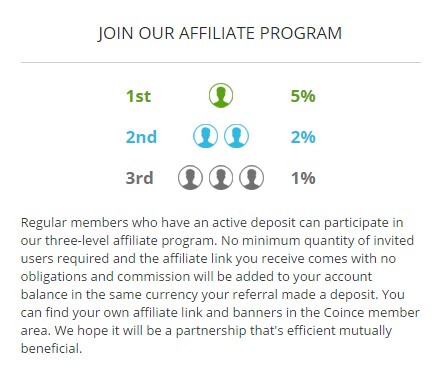 JOIN OUR AFFILIATE PROGRAM
1st 5%
2nd 2%
3rd 1%
Regular members who have an active deposit can participate in
our three-level affiliate program. No minimum quantity of invited
users required and the affiliate link you receive comes with no
obligations and commission will be added to your account
balance in the same currency your referral made a deposit. You
can find your own affiliate link and banners in the Coince member
area. We hope it will be a partnership that's efficient mutually
beneficial.